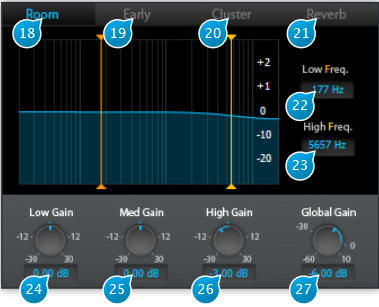 Room Early Cluster Reverb
18 19 20 21
+2
+1
0
-10
-20
Low Freq.
177 Hz
22
High Freq.
5657 Hz
23
Low Gain Med Gain High Gain Global Gain
-12 -12 -12 -12 -12 -12 -30 0
-30 30 -30 30 -30 30 10
0.00 dB 0.00 dB -3.00 dB -6.00 dB
24 25 26 27